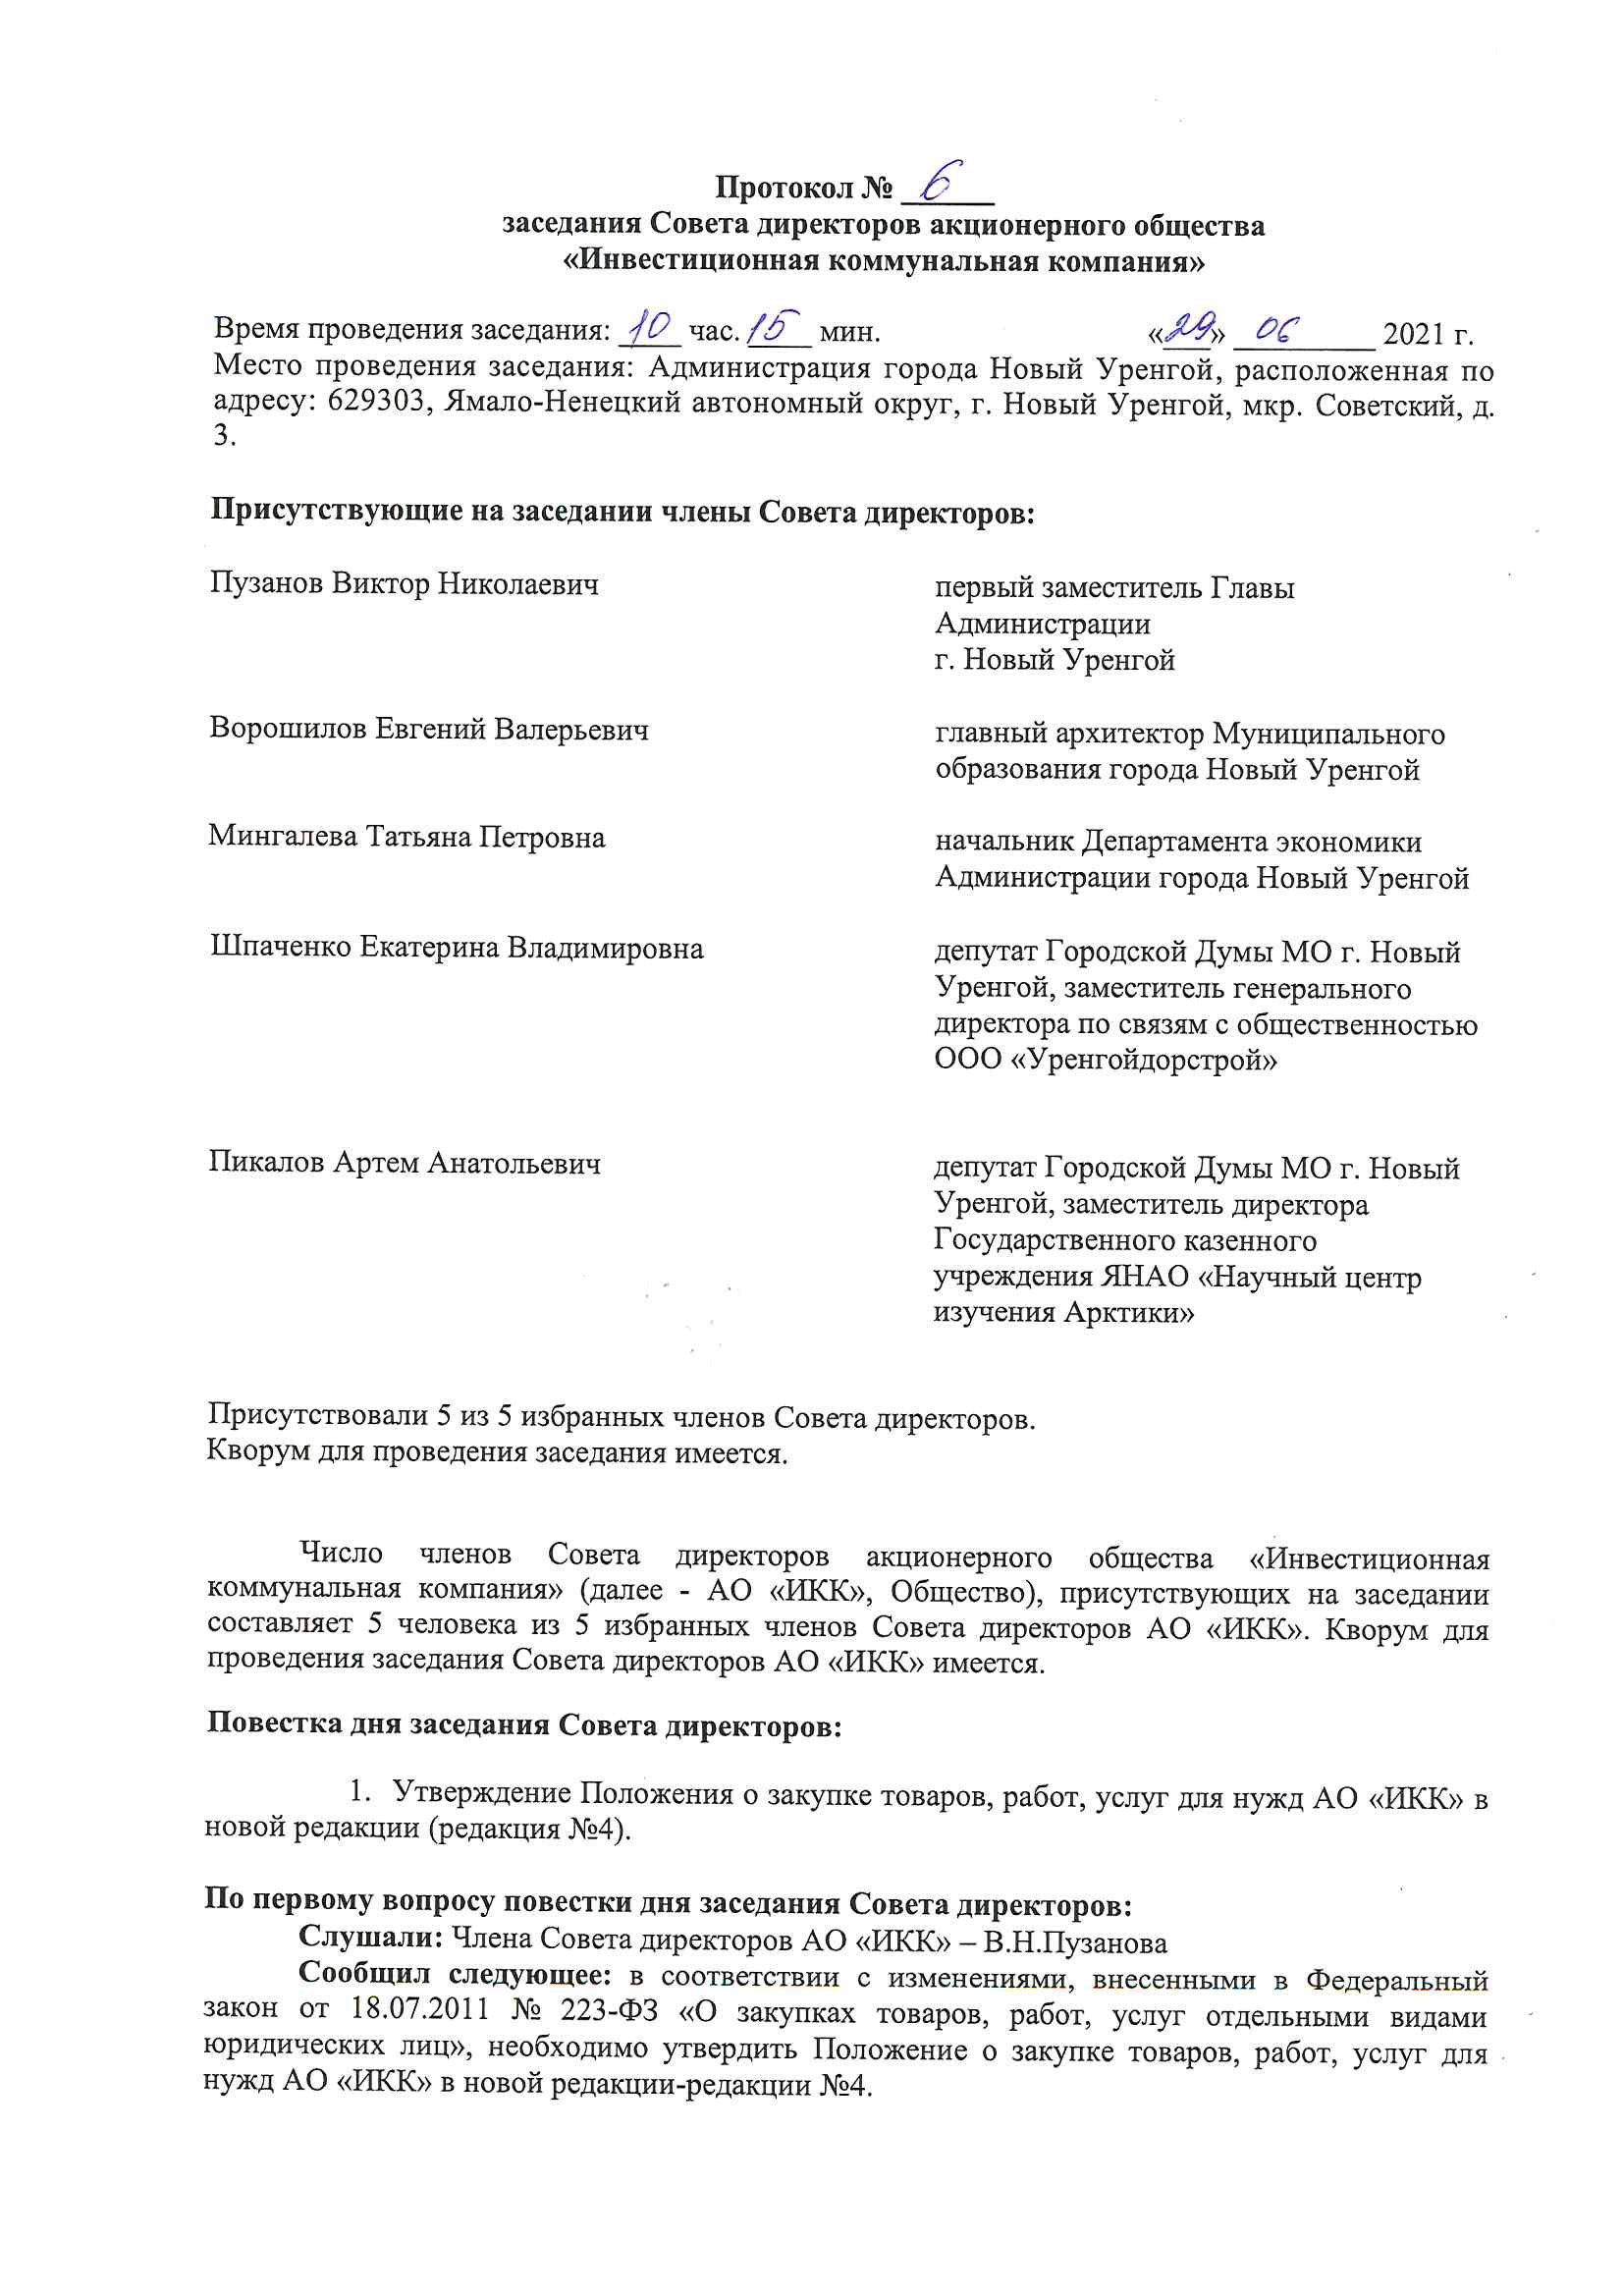 Протокол № 6
заседания Совета директоров акционерного общества
«Инвестиционная коммунальная компания»
Время проведения заседания: 10 час. 15 мин. «29» 06 2021 г.
Место проведения заседания: Администрация города Новый Уренгой, расположенная по
адресу: 629303, Ямало-Ненецкий автономный округ, г. Новый Уренгой, мкр. Советский, д.
3.
Присутствующие на заседании члены Совета директоров:
Пузанов Виктор Николаевич первый заместитель Главы
Администрации
г. Новый Уренгой
Ворошилов Евгений Валерьевич главный архитектор Муниципального
образования города Новый Уренгой
Мингалева Татьяна Петровна начальник Департамента экономики
Администрации города Новый Уренгой
Шпаченко Екатерина Владимировна депутат Городской Думы МО г. Новый
Уренгой, заместитель генерального
директора по связям с общественностью
ООО «Уренгойдорстрой»
Пикалов Артем Анатольевич депутат Городской Думы МО г. Новый
Уренгой, заместитель директора
Государственного казенного
учреждения ЯНАО «Научный центр
изучения Арктики»
Присутствовали 5 из 5 избранных членов Совета директоров.
Кворум для проведения заседания имеется.
Число членов Совета директоров акционерного общества «Инвестиционная
коммунальная компания» (далее - АО «ИКК», Общество), присутствующих на заседании
составляет 5 человека из 5 избранных членов Совета директоров АО «ИКК». Кворум для
проведения заседания Совета директоров АО «ИКК» имеется.
Повестка дня заседания Совета директоров:
1. Утверждение Положения о закупке товаров, работ, услуг для нужд АО «ИКК» в
новой редакции (редакция №4).
По первому вопросу повестки дня заседания Совета директоров:
Слушали: Члена Совета директоров АО «ИКК» – В.Н.Пузанова
Сообщил следующее: в соответствии с изменениями, внесенными в Федеральный
закон от 18.07.2011 № 223-ФЗ «О закупках товаров, работ, услуг отдельными видами
юридических лиц», необходимо утвердить Положение о закупке товаров, работ, услуг для
нужд АО «ИКК» в новой редакции-редакции №4.